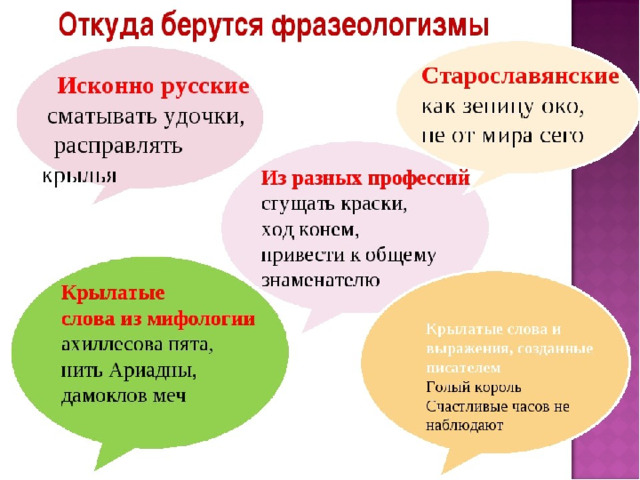 Откуда берутся фразеологизмы
Исконно русские
сматывать удочки,
расправлять
крылья
Старославянские
как зеницу око,
не от мира сего
Из разных профессий
сгущать краски,
ход конем,
привести к общему
знаменателю
Крылатые
слова из мифологии
ахиллесова пята,
нить Ариадны,
дамоклов меч
Крылатые слова и
выражения, созданные
писателем
Голый король
Счастливые часов не
наблюдают